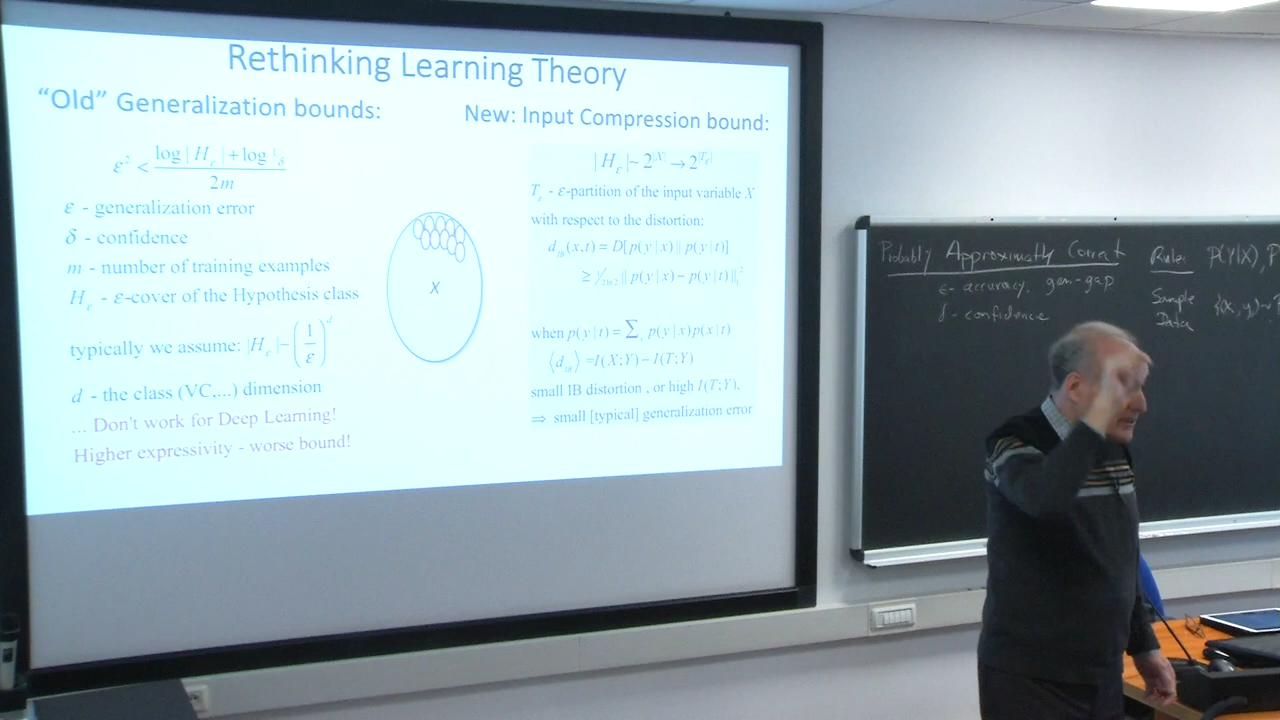 Rethinking Learning Theory
“Old” Generalization bounds:
ε² < (log|H_ε| + log 1/δ) / 2m
ε - generalization error
δ - confidence
m - number of training examples
H_ε - ε-cover of the Hypothesis class
typically we assume: |H_ε| ~ (1/ε)^d
d - the class (VC,...) dimension
... Don't work for Deep Learning!
Higher expressivity - worse bound!
X
New: Input Compression bound:
|H_ε| ~ 2^|X| → 2^|T_ε|
T_ε - ε-partition of the input variable X
with respect to the distortion:
d_IB(x,t) = D[p(y|x)||p(y|t)]
≥ 1/2ln2 ||p(y|x) − p(y|t)||₁²
when p(y|t) = ∑ p(y|x)p(x|t)
⟨d_IB⟩ = I(X;Y) − I(T;Y)
small IB distortion , or high I(T;Y),
⇒ small [typical] generalization error
Probably Approximately Correct
ε- accuracy, gen-gap
δ - confidence
Rule: P(Y|X), P
Sample
Data